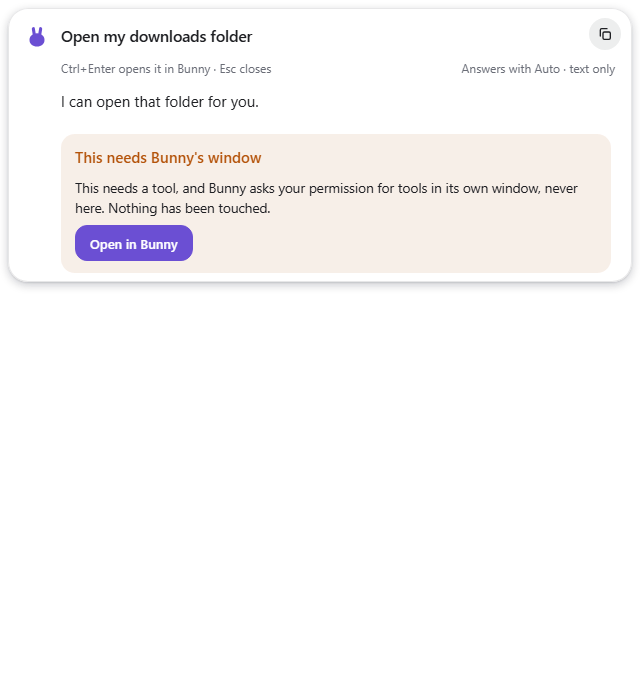 Open my downloads folder
Ctrl+Enter opens it in Bunny · Esc closes
Answers with Auto · text only
I can open that folder for you.
This needs Bunny's window
This needs a tool, and Bunny asks your permission for tools in its own window, never
here. Nothing has been touched.
Open in Bunny